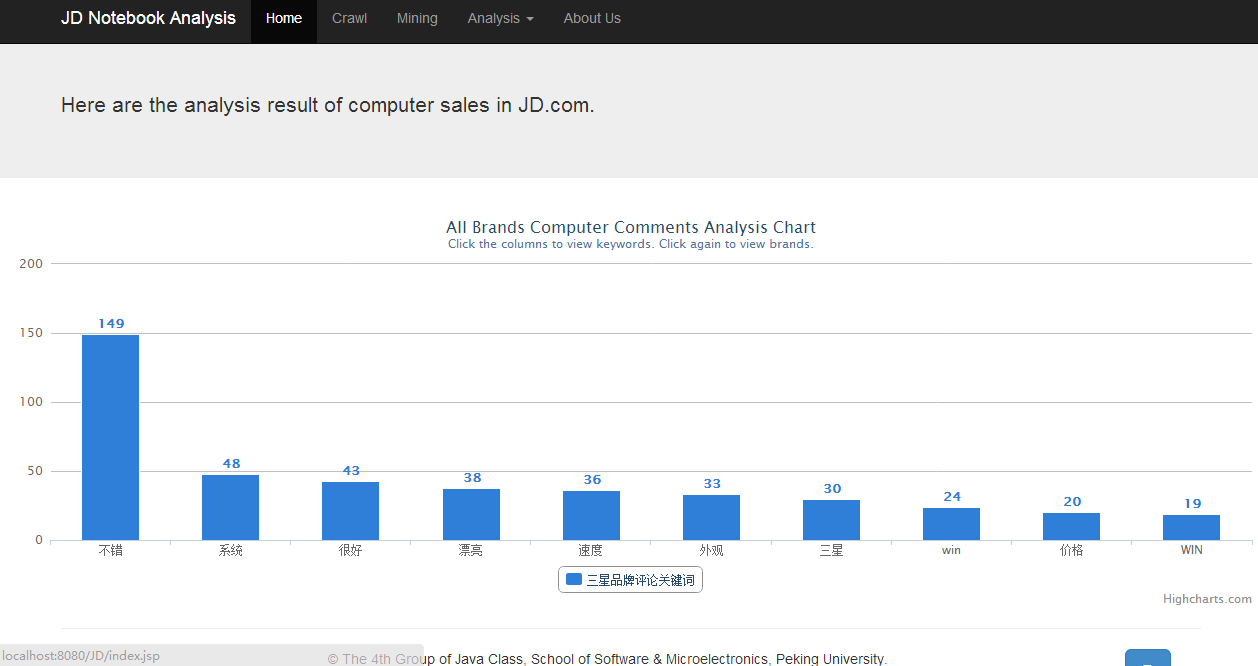 JD Notebook Analysis Home Crawl Mining Analysis About Us
Here are the analysis result of computer sales in JD.com.
All Brands Computer Comments Analysis Chart
Click the columns to view keywords. Click again to view brands.
200
150
100
50
0
149 48 43 38 36 33 30 24 20 19
不错 系统 很好 漂亮 速度 外观 三星 win 价格 WIN
三星品牌评论关键词
Highcharts.com
localhost:8080/JD/index.jsp
© The 4th Group of Java Class, School of Software & Microelectronics, Peking University.